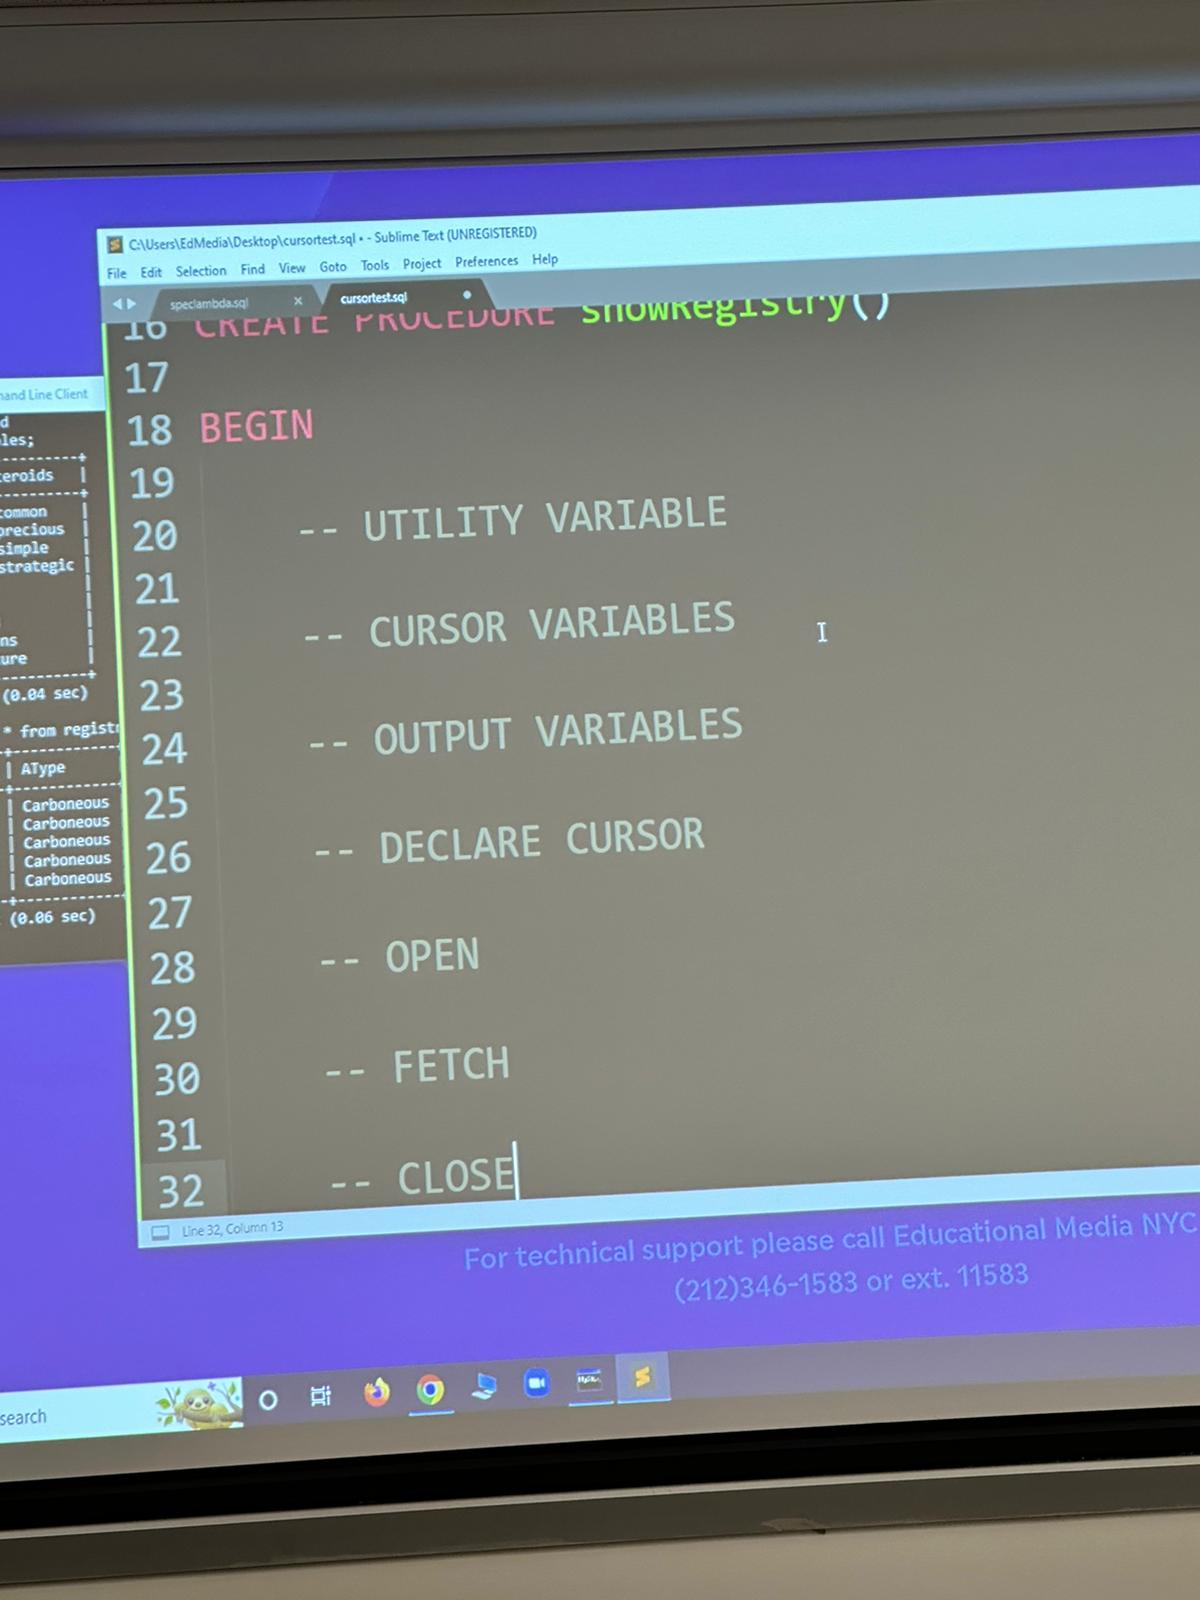 C:\Users\EdMedia\Desktop\cursortest.sql • - Sublime Text (UNREGISTERED)
File Edit Selection Find View Goto Tools Project Preferences Help
speclambda.sql × cursortest.sql
16 CREATE PROCEDURE showRegistry()
17
18 BEGIN
19
20 -- UTILITY VARIABLE
21
22 -- CURSOR VARIABLES
23
24 -- OUTPUT VARIABLES
25
26 -- DECLARE CURSOR
27
28 -- OPEN
29
30 -- FETCH
31
32 -- CLOSE
Line 32, Column 13
mand Line Client
d
les;
----------+
teroids |
----------+
common |
precious |
simple |
strategic |
ns |
ure |
----------+
(0.04 sec)
* from registr
-+-----------
| AType
-+-----------
| Carboneous
| Carboneous
| Carboneous
| Carboneous
| Carboneous
-+-----------
(0.06 sec)
For technical support please call Educational Media NYC
(212)346-1583 or ext. 11583
search